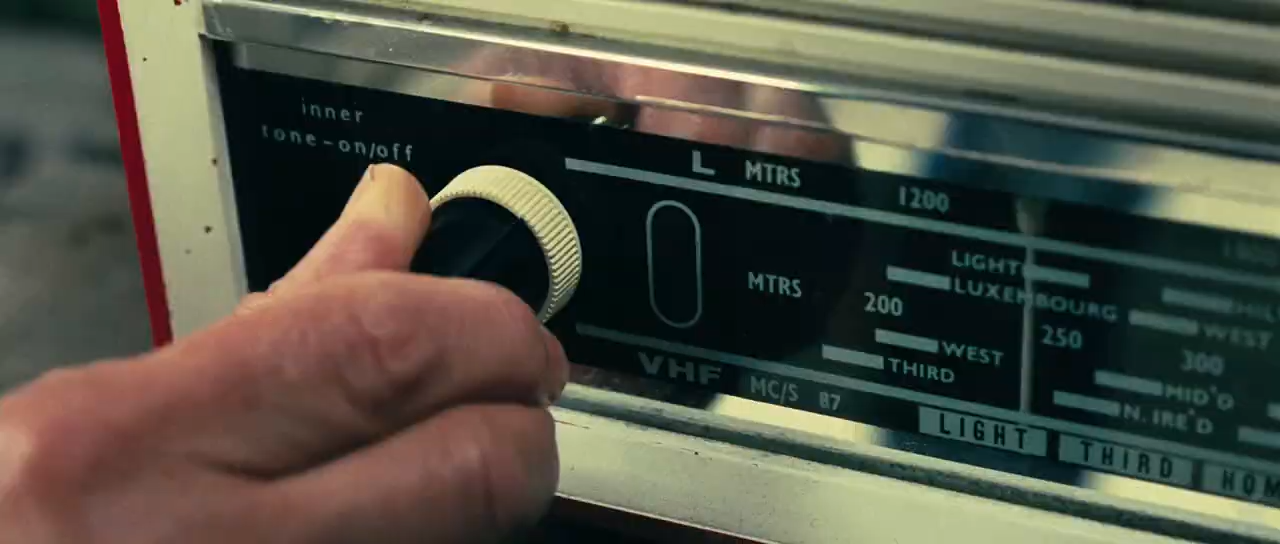 inner
tone-on/off
L MTRS 1200
LIGHT
LUXEMBOURG
MTRS 200 250 300
WEST
WEST
THIRD
MID'D
N. IRE'D
VHF MC/S 87
LIGHT THIRD HOM